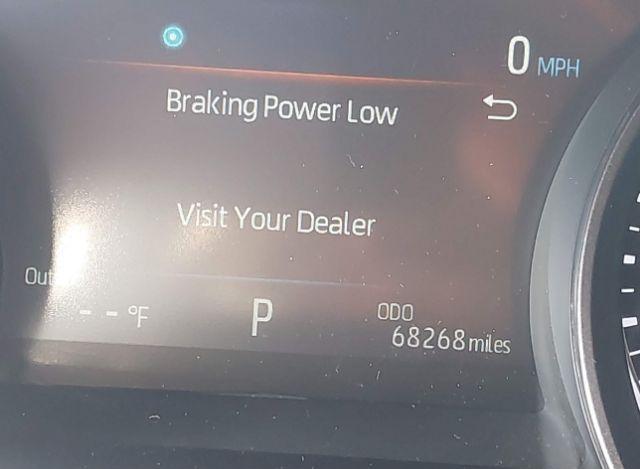 0 MPH
Braking Power Low
Visit Your Dealer
Out
-- °F
P
ODO
68268 miles